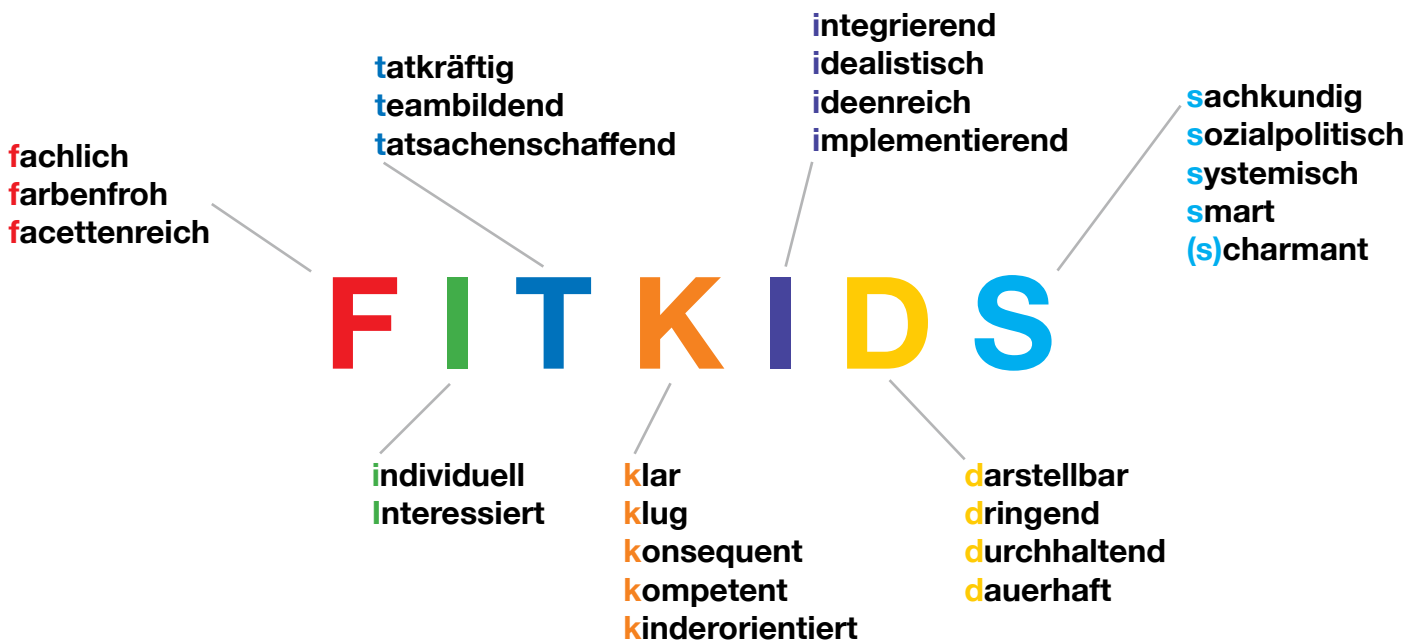 fachlich
farbenfroh
facettenreich
tatkräftig
teambildend
tatsachenschaffend
integrierend
idealistisch
ideenreich
implementierend
sachkundig
sozialpolitisch
systemisch
smart
(s)charmant
FITKIDS
individuell
Interessiert
klar
klug
konsequent
kompetent
kinderorientiert
darstellbar
dringend
durchhaltend
dauerhaft